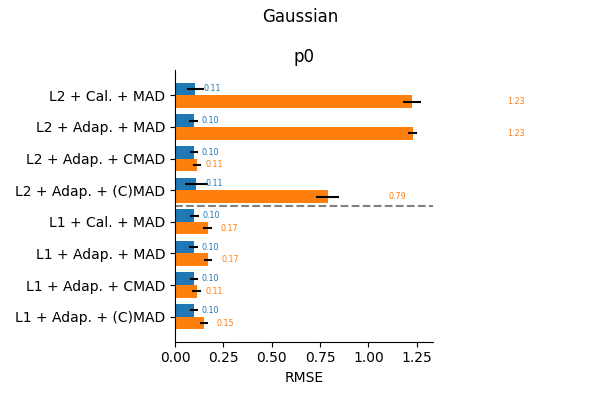 Gaussian
p0
L2 + Cal. + MAD
0.11
1.23
L2 + Adap. + MAD
0.10
1.23
L2 + Adap. + CMAD
0.10
0.11
L2 + Adap. + (C)MAD
0.11
0.79
L1 + Cal. + MAD
0.10
0.17
L1 + Adap. + MAD
0.10
0.17
L1 + Adap. + CMAD
0.10
0.11
L1 + Adap. + (C)MAD
0.10
0.15
0.00 0.25 0.50 0.75 1.00 1.25
RMSE